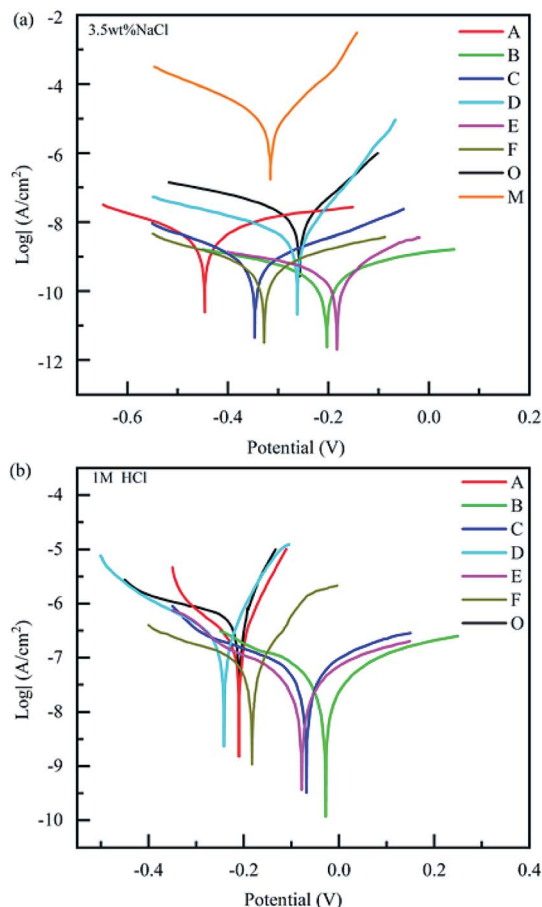 (a)
3.5wt%NaCl
-2
-4
-6
-8
-10
-12
Log| (A/cm²)
-0.6 -0.4 -0.2 0.0
Potential (V)
A
B
C
D
E
F
O
M
(b)
1M HCl
-4
-5
-6
-7
-8
-9
-10
Log| (A/cm²)
-0.4 -0.2 0.0 0.2 0.4
Potential (V)
A
B
C
D
E
F
O